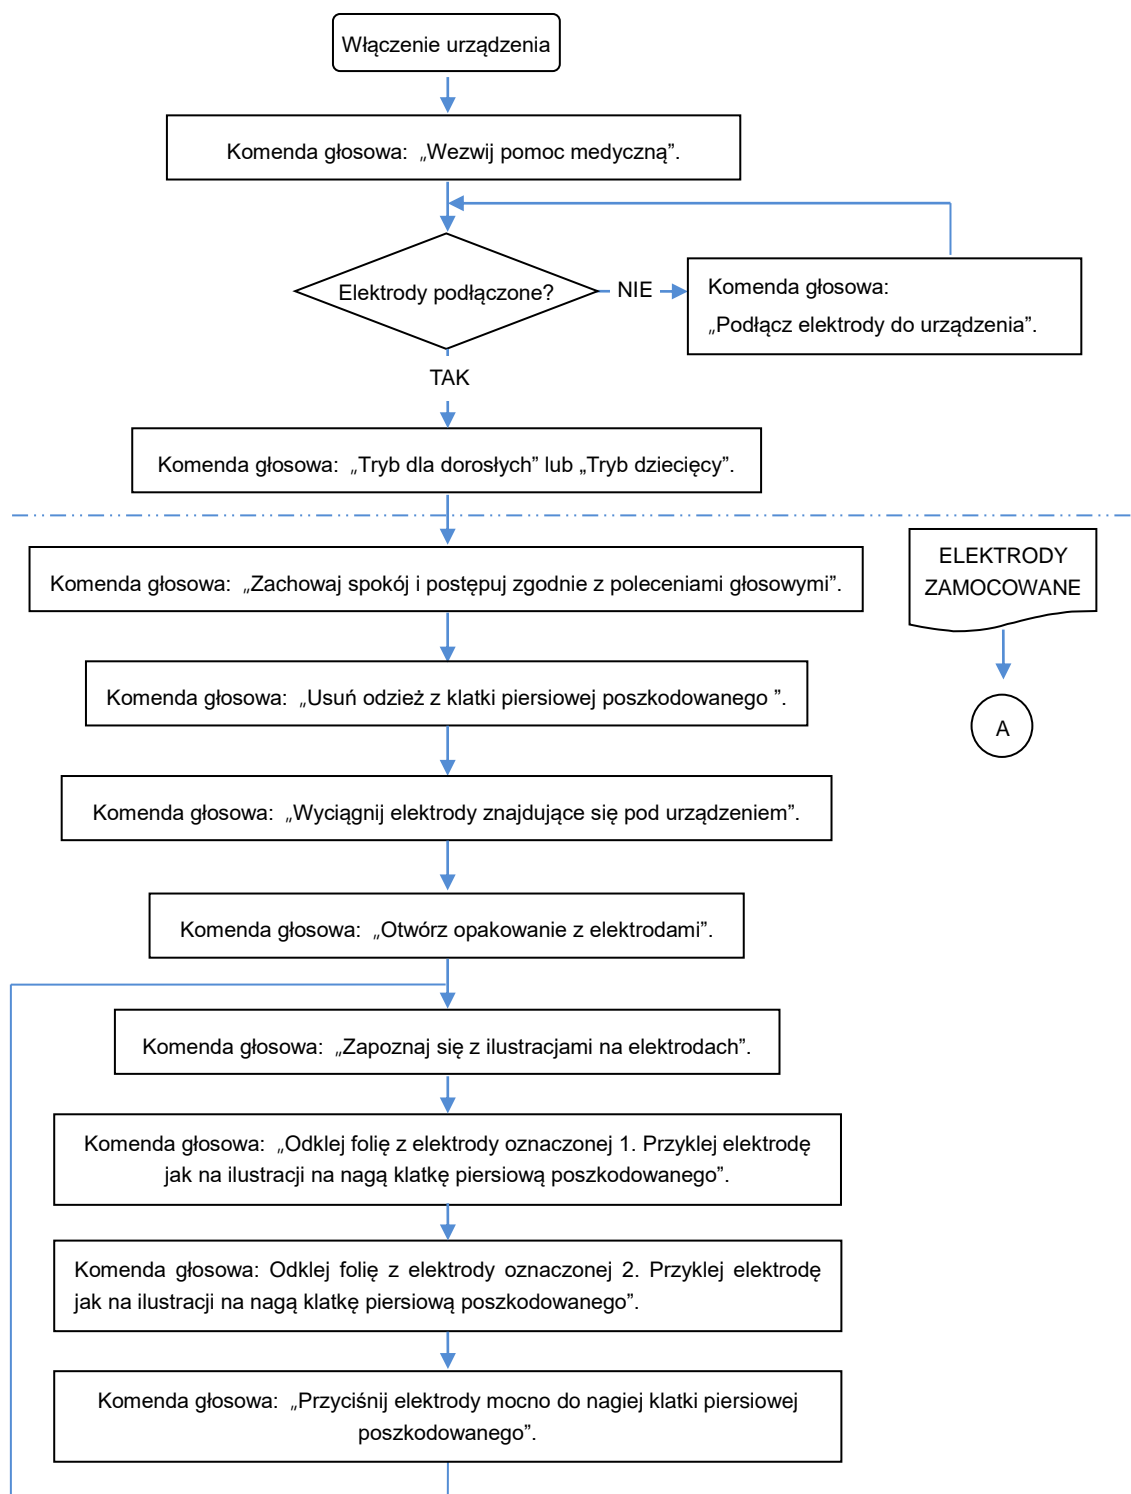 Włączenie urządzenia
Komenda głosowa: „Wezwij pomoc medyczną”.
Elektrody podłączone?
NIE
Komenda głosowa:
„Podłącz elektrody do urządzenia”.
TAK
Komenda głosowa: „Tryb dla dorosłych” lub „Tryb dziecięcy”.
ELEKTRODY
ZAMOCOWANE
A
Komenda głosowa: „Zachowaj spokój i postępuj zgodnie z poleceniami głosowymi”.
Komenda głosowa: „Usuń odzież z klatki piersiowej poszkodowanego ”.
Komenda głosowa: „Wyciągnij elektrody znajdujące się pod urządzeniem”.
Komenda głosowa: „Otwórz opakowanie z elektrodami”.
Komenda głosowa: „Zapoznaj się z ilustracjami na elektrodach”.
Komenda głosowa: „Odklej folię z elektrody oznaczonej 1. Przyklej elektrodę
jak na ilustracji na nagą klatkę piersiową poszkodowanego”.
Komenda głosowa: Odklej folię z elektrody oznaczonej 2. Przyklej elektrodę
jak na ilustracji na nagą klatkę piersiową poszkodowanego”.
Komenda głosowa: „Przyciśnij elektrody mocno do nagiej klatki piersiowej
poszkodowanego”.